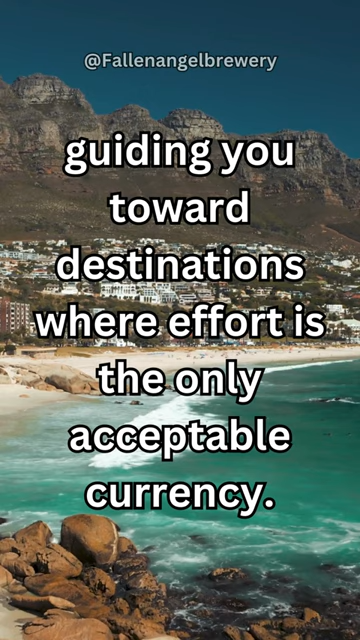 @Fallenangelbrewery
guiding you
toward
destinations
where effort is
the only
acceptable
currency.